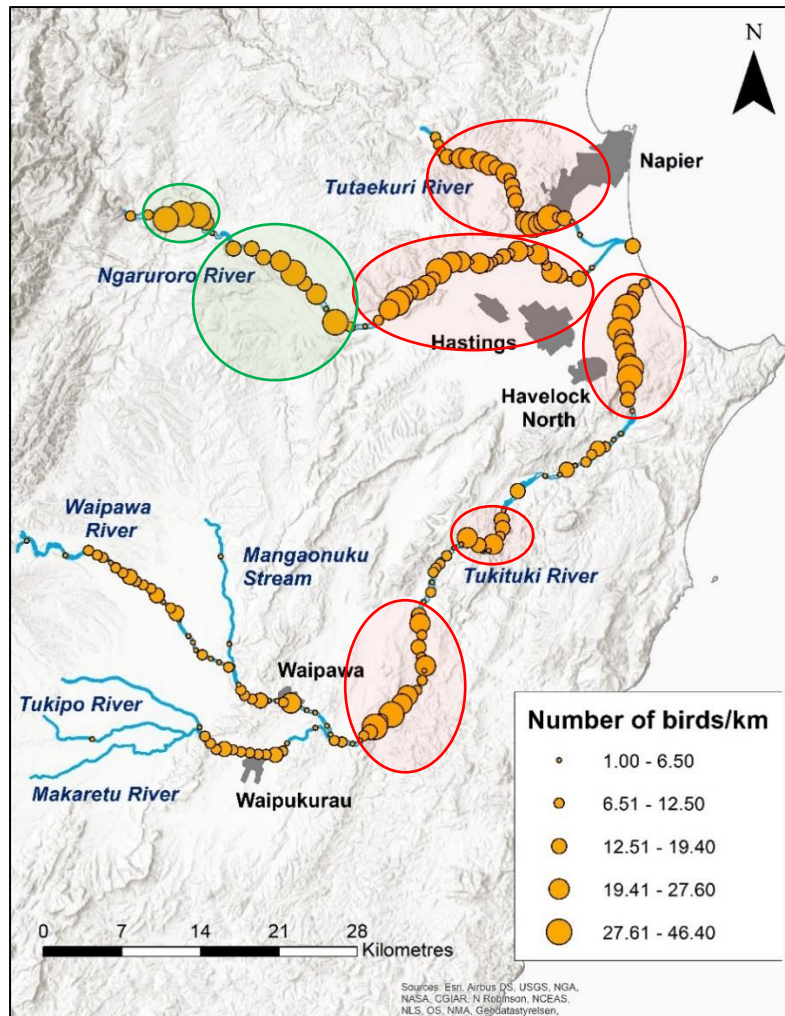 N
Napier
Tutaekuri River
Ngaruroro River
Hastings
Havelock
North
Waipawa
River
Mangaonuku
Stream
Tukituki River
Waipawa
Tukipo River
Makaretu River
Waipukurau
Number of birds/km
1.00 - 6.50
6.51 - 12.50
12.51 - 19.40
19.41 - 27.60
27.61 - 46.40
0 7 14 21 28
Kilometres
Sources: Esri, Airbus DS, USGS, NGA,
NASA, CGIAR, N Robinson, NCEAS,
NLS, OS, NMA, Geodatastyrelsen,